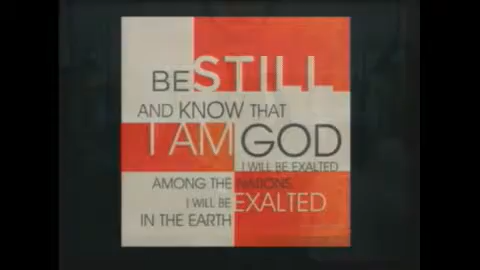 BE STILL
AND KNOW THAT
I AM GOD
I WILL BE EXALTED
AMONG THE NATIONS
I WILL BE EXALTED
IN THE EARTH